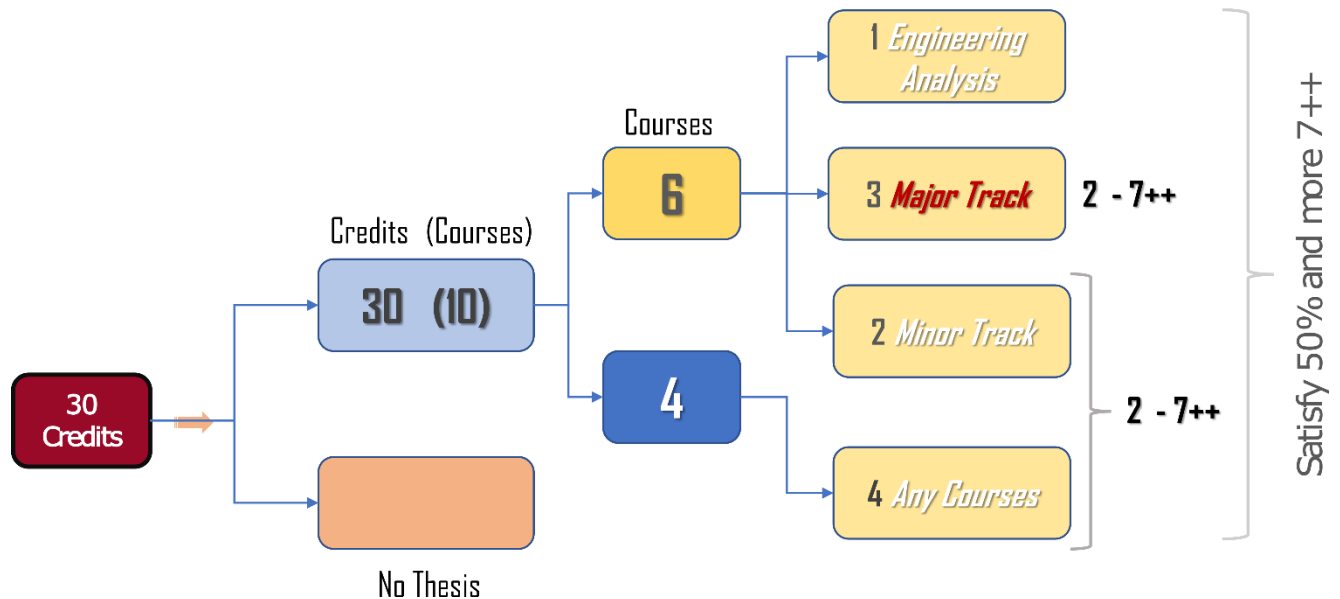 30
Credits
Credits (Courses)
30 (10)
No Thesis
Courses
6
4
1 Engineering
Analysis
3 Major Track
2 - 7++
2 Minor Track
4 Any Courses
2 - 7++
Satisfy 50% and more 7++